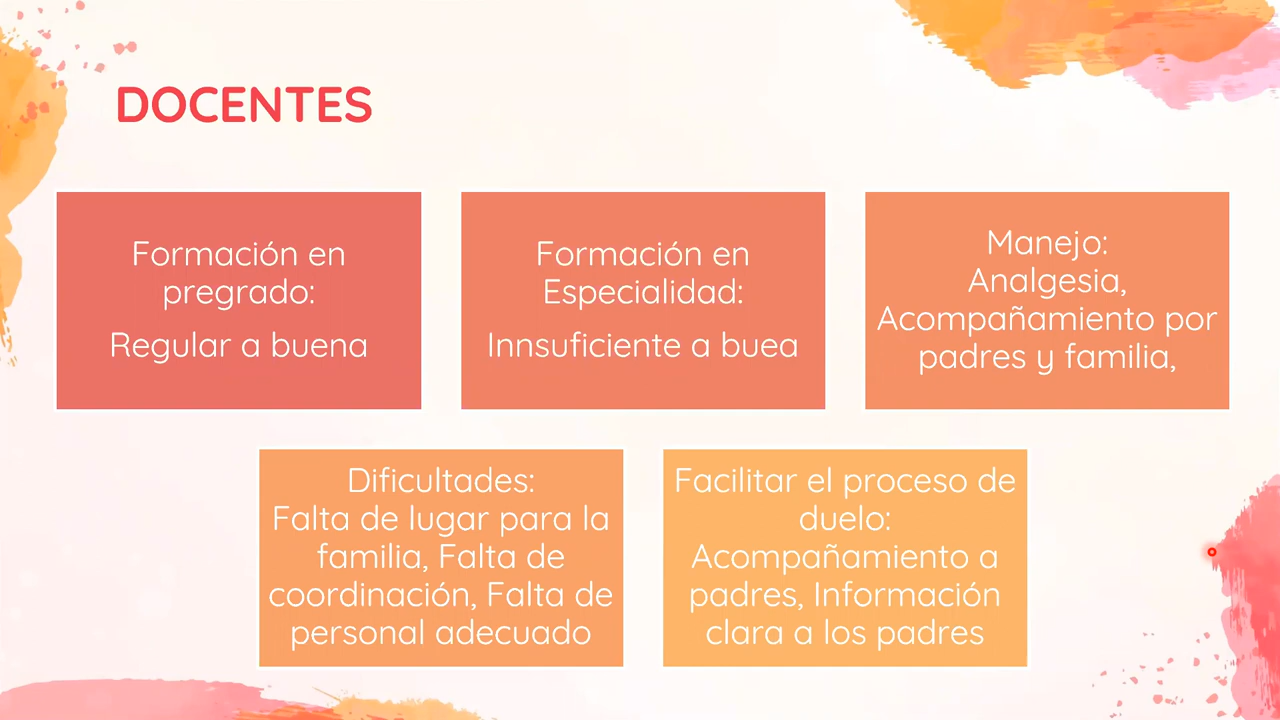 DOCENTES
Formación en
pregrado:
Regular a buena
Formación en
Especialidad:
Innsuficiente a buea
Manejo:
Analgesia,
Acompañamiento por
padres y familia,
Dificultades:
Falta de lugar para la
familia, Falta de
coordinación, Falta de
personal adecuado
Facilitar el proceso de
duelo:
Acompañamiento a
padres, Información
clara a los padres